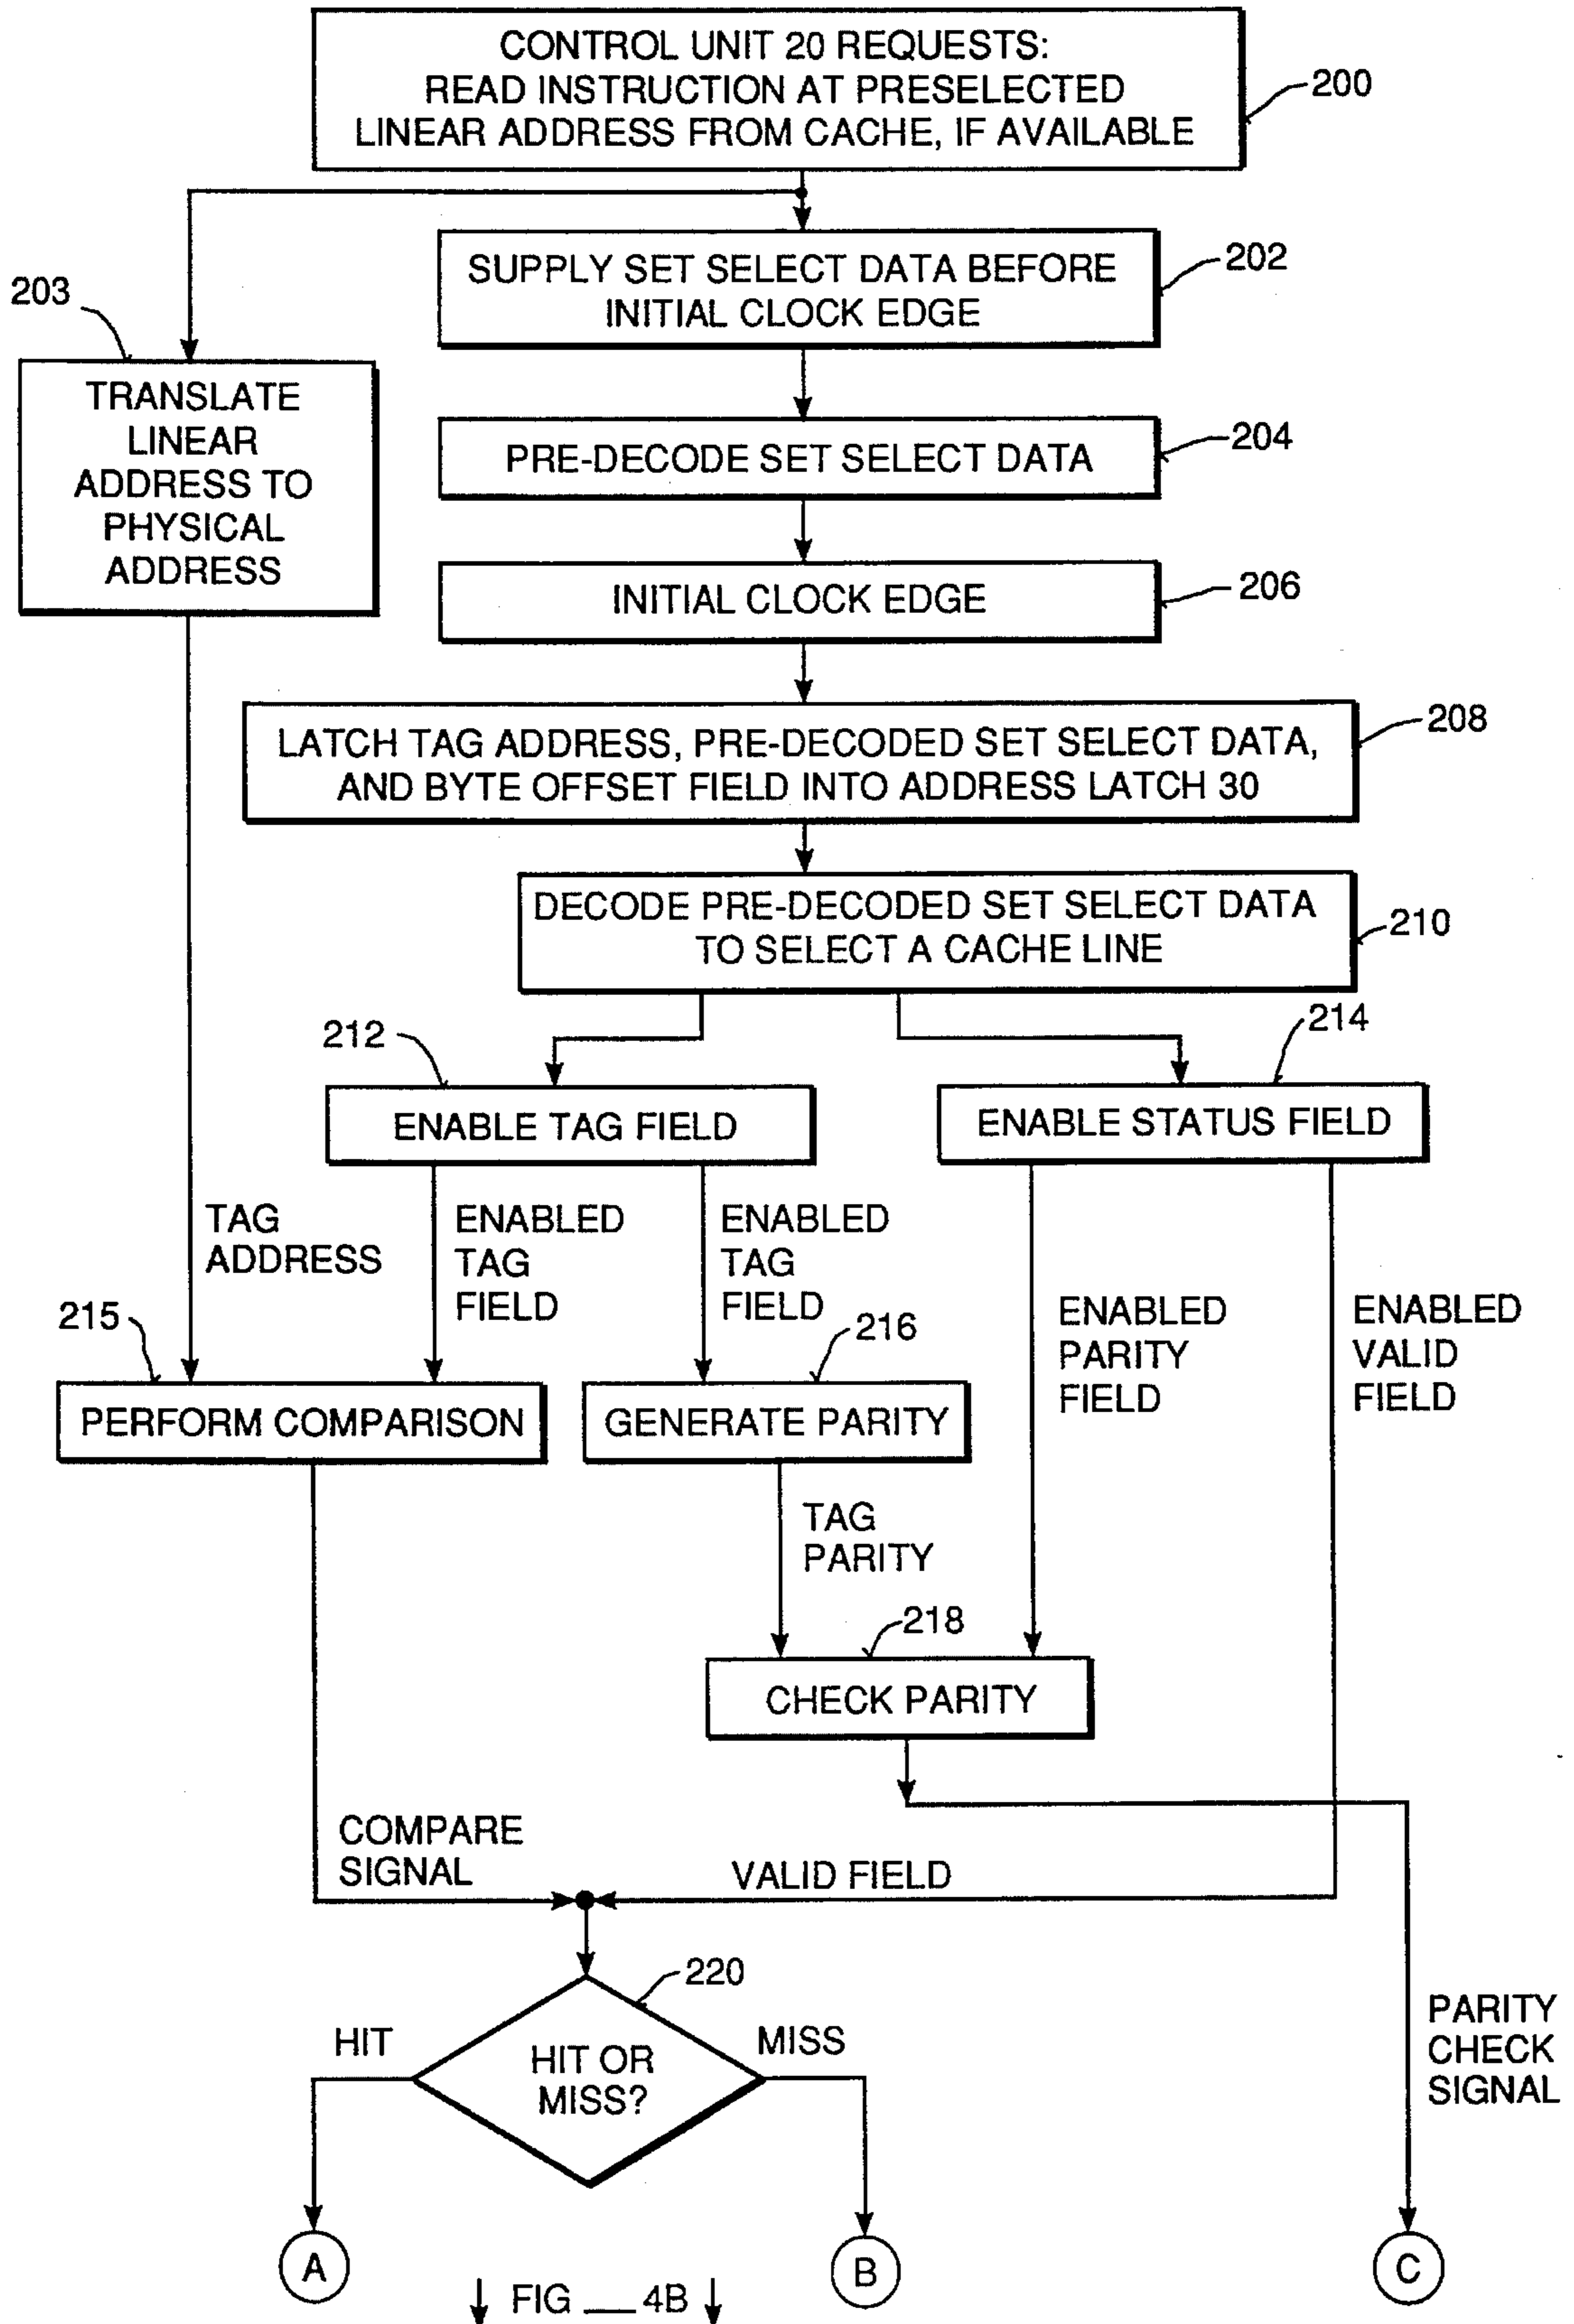 CONTROL UNIT 20 REQUESTS:
READ INSTRUCTION AT PRESELECTED
LINEAR ADDRESS FROM CACHE, IF AVAILABLE
200
SUPPLY SET SELECT DATA BEFORE
INITIAL CLOCK EDGE
202
203
TRANSLATE
LINEAR
ADDRESS TO
PHYSICAL
ADDRESS
PRE-DECODE SET SELECT DATA
204
INITIAL CLOCK EDGE
206
LATCH TAG ADDRESS, PRE-DECODED SET SELECT DATA,
AND BYTE OFFSET FIELD INTO ADDRESS LATCH 30
208
DECODE PRE-DECODED SET SELECT DATA
TO SELECT A CACHE LINE
210
212
ENABLE TAG FIELD
214
ENABLE STATUS FIELD
TAG
ADDRESS
ENABLED
TAG
FIELD
ENABLED
TAG
FIELD
ENABLED
PARITY
FIELD
ENABLED
VALID
FIELD
215
PERFORM COMPARISON
216
GENERATE PARITY
TAG
PARITY
218
CHECK PARITY
COMPARE
SIGNAL
VALID FIELD
220
HIT
HIT OR
MISS?
MISS
PARITY
CHECK
SIGNAL
A
B
C
FIG __ 4B